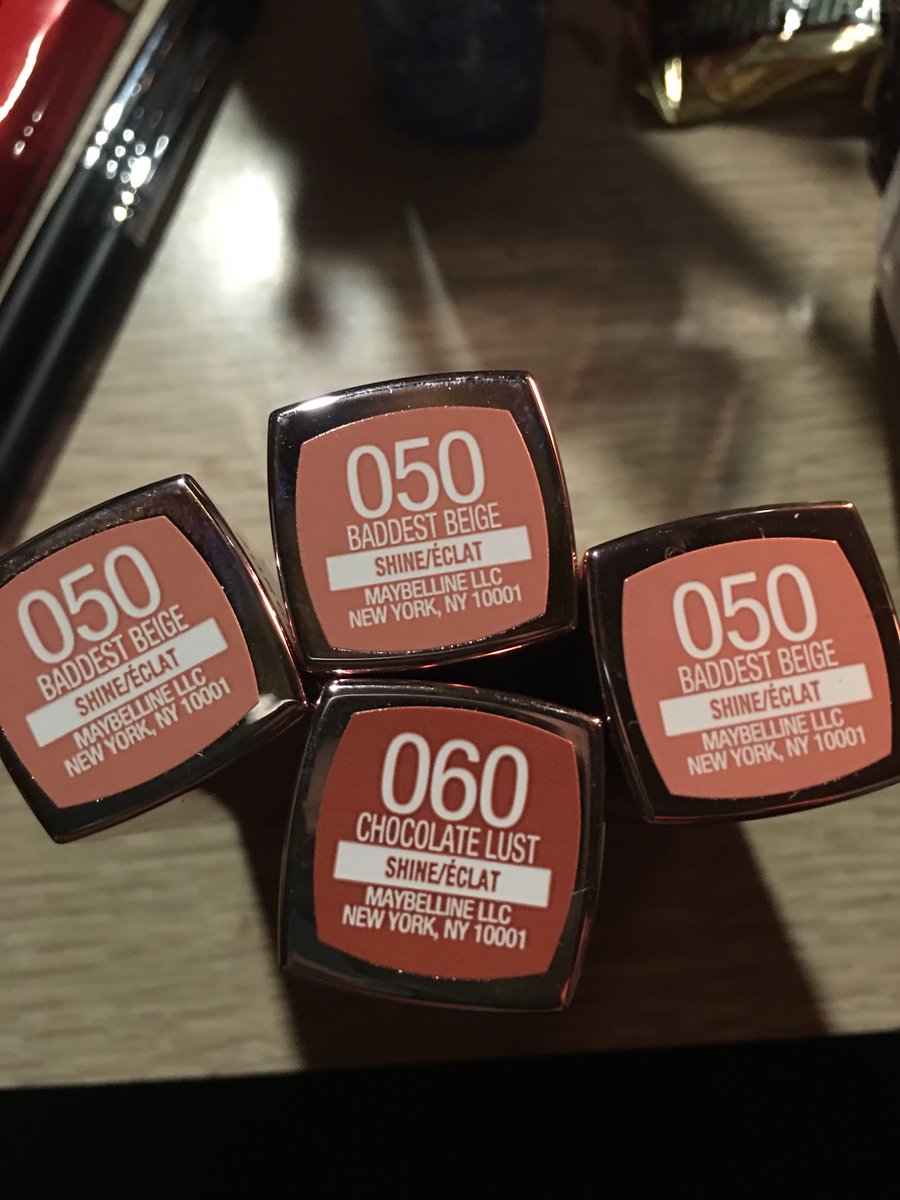 050
BADDEST BEIGE
SHINE/ÉCLAT
MAYBELLINE LLC
NEW YORK, NY 10001
050
BADDEST BEIGE
SHINE/ÉCLAT
MAYBELLINE LLC
NEW YORK, NY 10001
050
BADDEST BEIGE
SHINE/ÉCLAT
MAYBELLINE LLC
NEW YORK, NY 10001
060
CHOCOLATE LUST
SHINE/ÉCLAT
MAYBELLINE LLC
NEW YORK, NY 10001